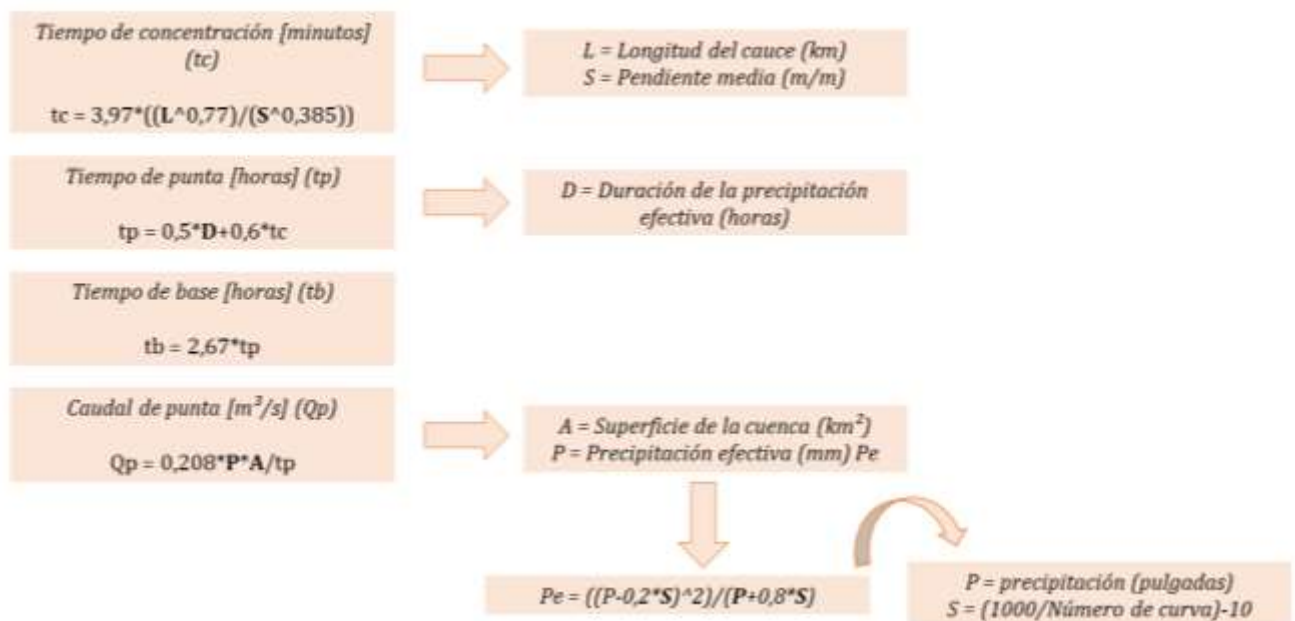 Tiempo de concentración [minutos]
(tc)
tc = 3,97*((L^0,77)/(S^0,385))
L = Longitud del cauce (km)
S = Pendiente media (m/m)
Tiempo de punta [horas] (tp)
tp = 0,5*D+0,6*tc
D = Duración de la precipitación
efectiva (horas)
Tiempo de base [horas] (tb)
tb = 2,67*tp
Caudal de punta [m³/s] (Qp)
Qp = 0,208*P*A/tp
A = Superficie de la cuenca (km²)
P = Precipitación efectiva (mm) Pe
Pe = ((P-0,2*S)^2)/(P+0,8*S)
P = precipitación (pulgadas)
S = (1000/Número de curva)-10